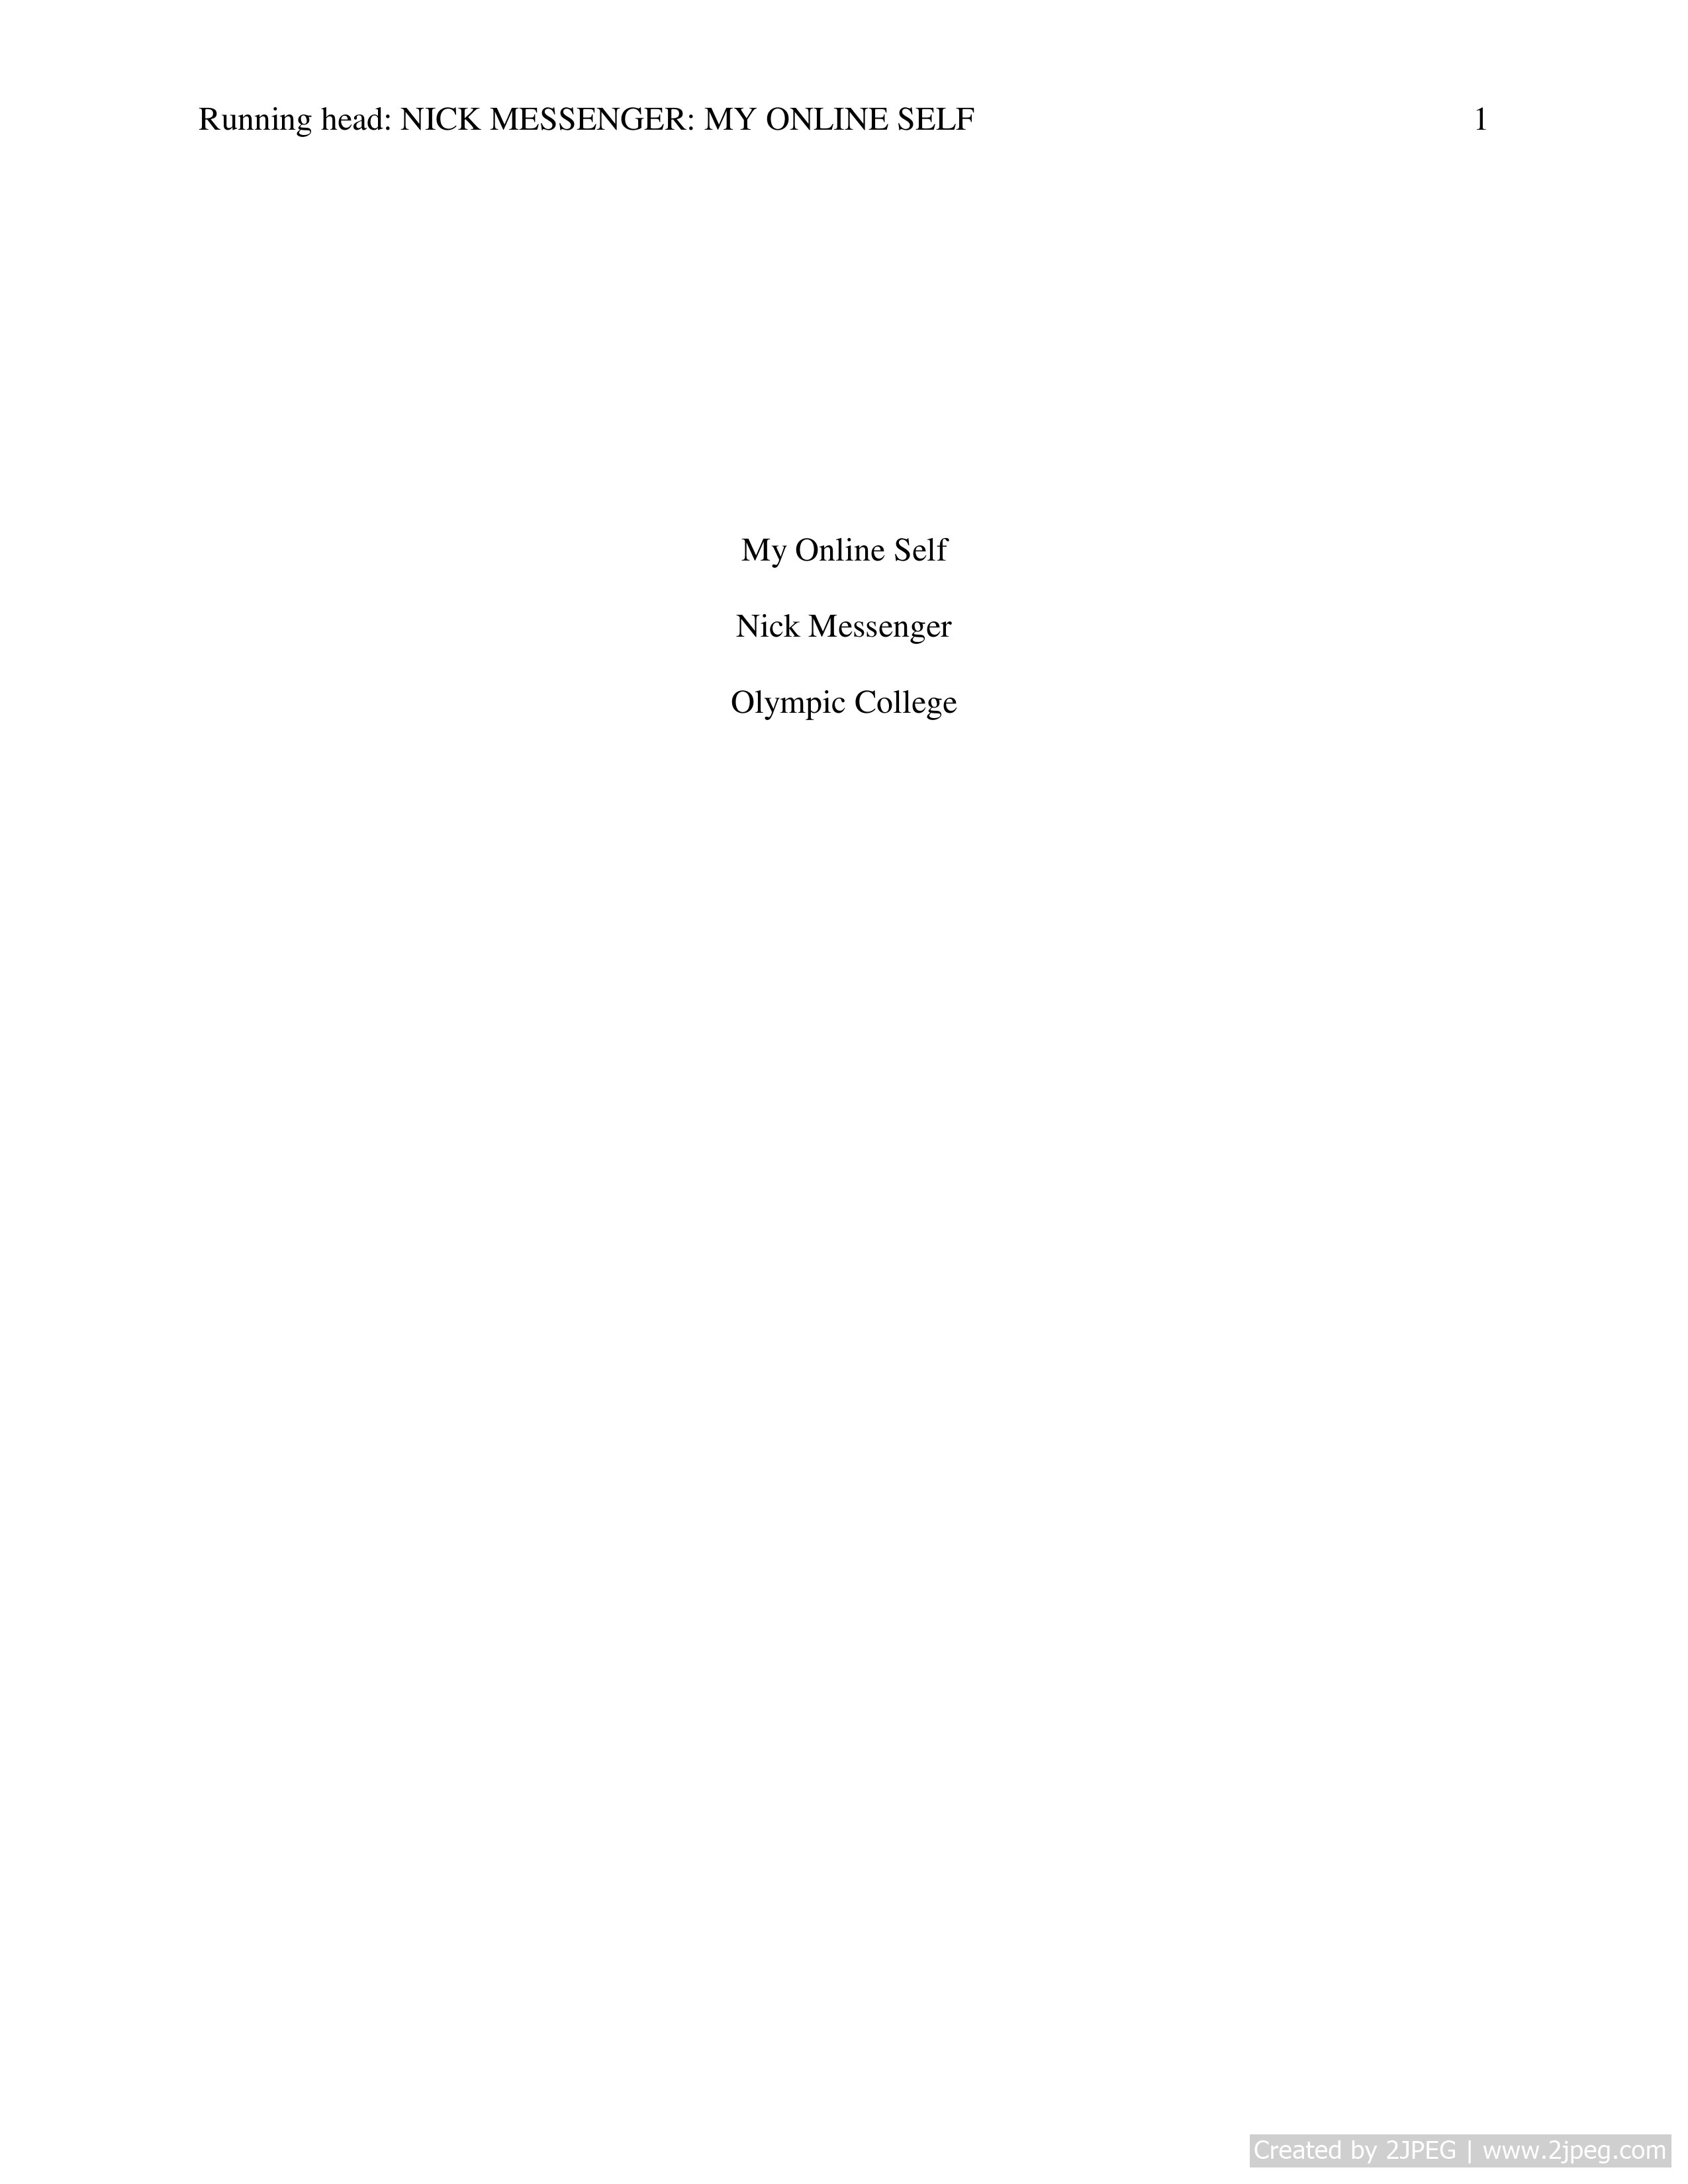 Running head: NICK MESSENGER: MY ONLINE SELF 1
My Online Self
Nick Messenger
Olympic College
Created by 2JPEG | www.2jpeg.com